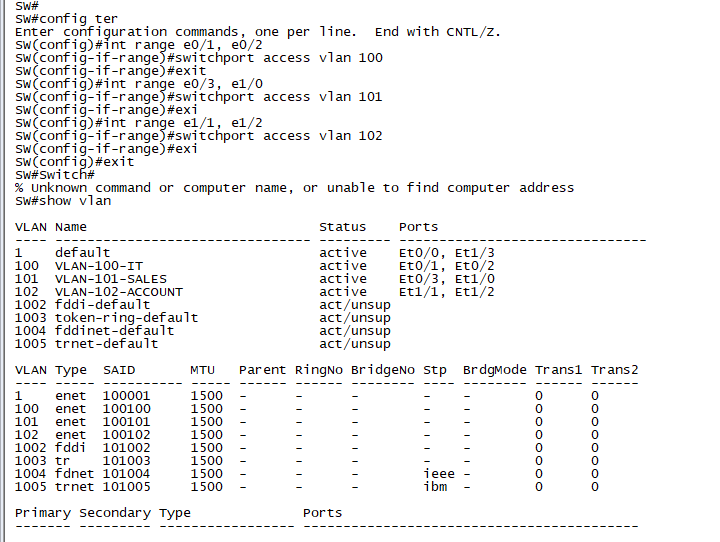 SW#
SW#config ter
Enter configuration commands, one per line.  End with CNTL/Z.
SW(config)#int range e0/1, e0/2
SW(config-if-range)#switchport access vlan 100
SW(config-if-range)#exit
SW(config)#int range e0/3, e1/0
SW(config-if-range)#switchport access vlan 101
SW(config-if-range)#exi
SW(config)#int range e1/1, e1/2
SW(config-if-range)#switchport access vlan 102
SW(config-if-range)#exi
SW(config)#exit
SW#Switch#
% Unknown command or computer name, or unable to find computer address
SW#show vlan

VLAN Name                             Status    Ports
---- -------------------------------- --------- -------------------------------
1    default                          active    Et0/0, Et1/3
100  VLAN-100-IT                      active    Et0/1, Et0/2
101  VLAN-101-SALES                   active    Et0/3, Et1/0
102  VLAN-102-ACCOUNT                 active    Et1/1, Et1/2
1002 fddi-default                     act/unsup
1003 token-ring-default               act/unsup
1004 fddinet-default                  act/unsup
1005 trnet-default                    act/unsup

VLAN Type  SAID       MTU   Parent RingNo BridgeNo Stp  BrdgMode Trans1 Trans2
---- ----- ---------- ----- ------ ------ -------- ---- -------- ------ ------
1    enet  100001     1500  -      -      -        -    -        0      0
100  enet  100100     1500  -      -      -        -    -        0      0
101  enet  100101     1500  -      -      -        -    -        0      0
102  enet  100102     1500  -      -      -        -    -        0      0
1002 fddi  101002     1500  -      -      -        -    -        0      0
1003 tr    101003     1500  -      -      -        -    -        0      0
1004 fdnet 101004     1500  -      -      -        ieee -        0      0
1005 trnet 101005     1500  -      -      -        ibm  -        0      0

Primary Secondary Type              Ports
------- --------- ----------------- ------------------------------------------